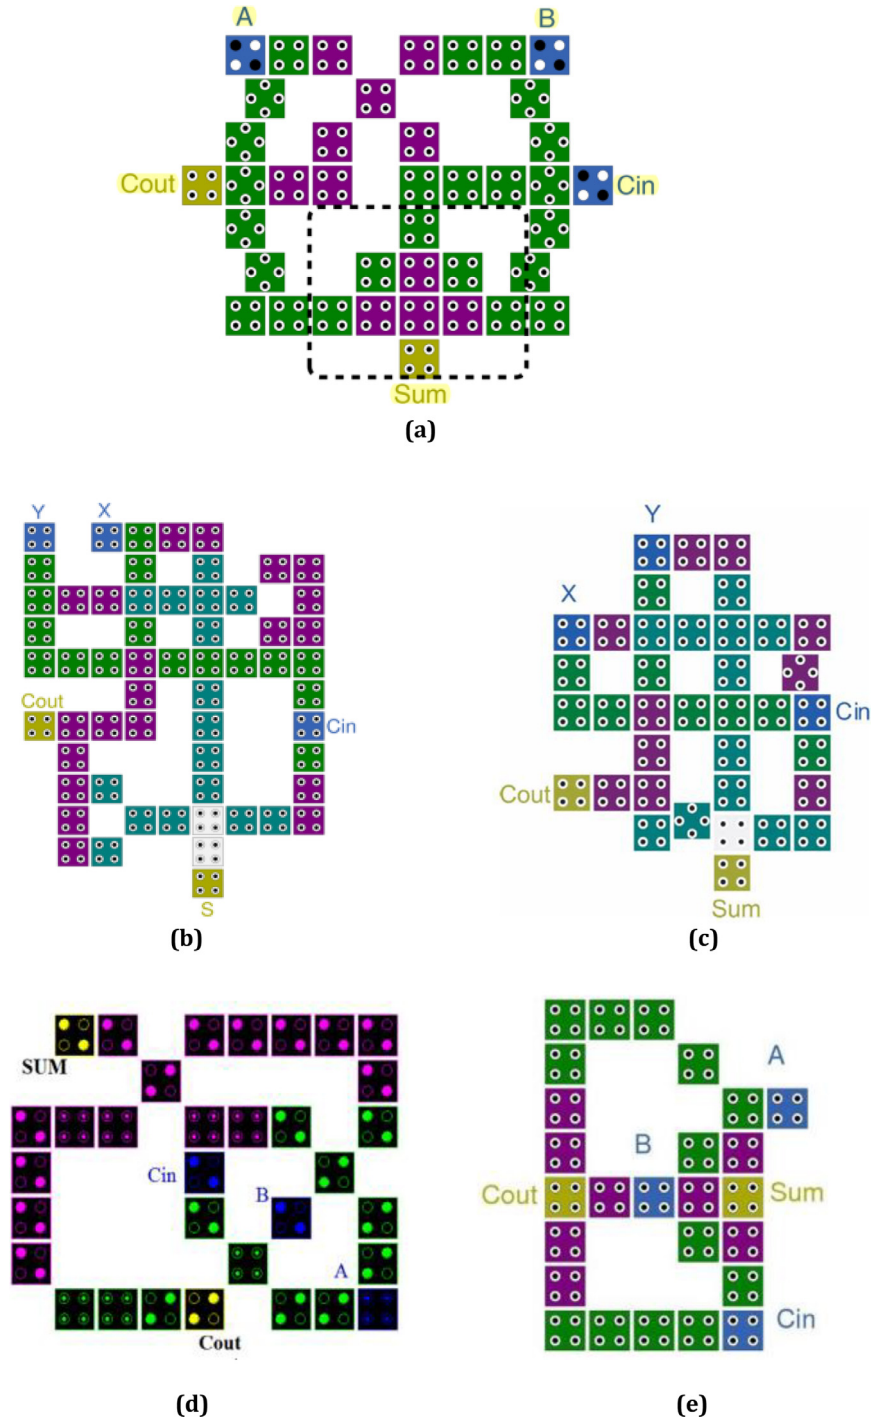 A B
Cout Cin
Sum
(a)
Y X
Cout Cin
S
(b)
Y
X
Cin
Cout
Sum
(c)
SUM
Cin
B
A
Cout
(d)
A
B
Cout Sum
Cin
(e)